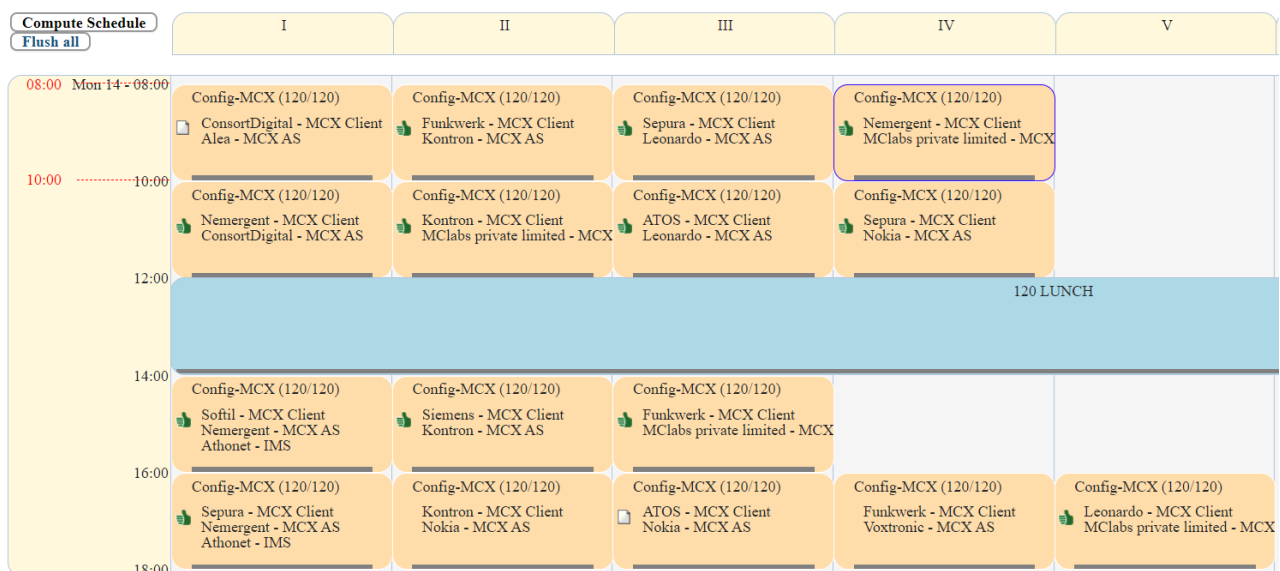 Compute Schedule
Flush all
I II III IV V
08:00 Mon 14 - 08:00
Config-MCX (120/120)
ConsortDigital - MCX Client
Alea - MCX AS
Config-MCX (120/120)
Funkwerk - MCX Client
Kontron - MCX AS
Config-MCX (120/120)
Sepura - MCX Client
Leonardo - MCX AS
Config-MCX (120/120)
Nemergent - MCX Client
MClabs private limited - MCX
10:00 10:00
Config-MCX (120/120)
Nemergent - MCX Client
ConsortDigital - MCX AS
Config-MCX (120/120)
Kontron - MCX Client
MClabs private limited - MCX
Config-MCX (120/120)
ATOS - MCX Client
Leonardo - MCX AS
Config-MCX (120/120)
Sepura - MCX Client
Nokia - MCX AS
12:00
120 LUNCH
14:00
Config-MCX (120/120)
Softil - MCX Client
Nemergent - MCX AS
Athonet - IMS
Config-MCX (120/120)
Siemens - MCX Client
Kontron - MCX AS
Config-MCX (120/120)
Funkwerk - MCX Client
MClabs private limited - MCX
16:00
Config-MCX (120/120)
Sepura - MCX Client
Nemergent - MCX AS
Athonet - IMS
Config-MCX (120/120)
Kontron - MCX Client
Nokia - MCX AS
Config-MCX (120/120)
ATOS - MCX Client
Nokia - MCX AS
Config-MCX (120/120)
Funkwerk - MCX Client
Voxtronic - MCX AS
Config-MCX (120/120)
Leonardo - MCX Client
MClabs private limited - MCX
18:00